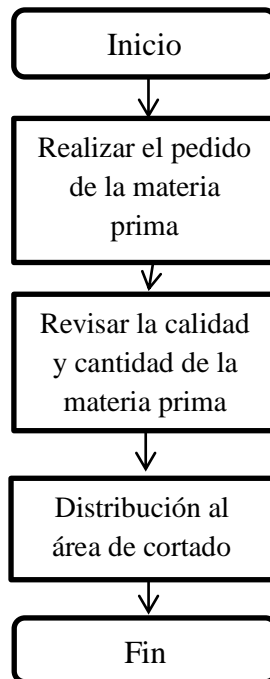 Inicio
Realizar el pedido
de la materia
prima
Revisar la calidad
y cantidad de la
materia prima
Distribución al
área de cortado
Fin